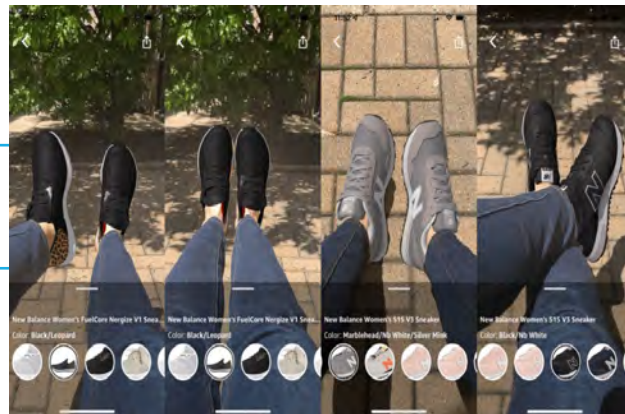 New Balance Women's FuelCore Nergize V1 Snea...
Color: Black/Leopard
New Balance Women's FuelCore Nergize V1 Snea...
Color: Black/Leopard
New Balance Women's 515 V3 Sneaker
Color: Marblehead/Nb White/Silver Mink
New Balance Women's 515 V3 Sneaker
Color: Black/Nb White